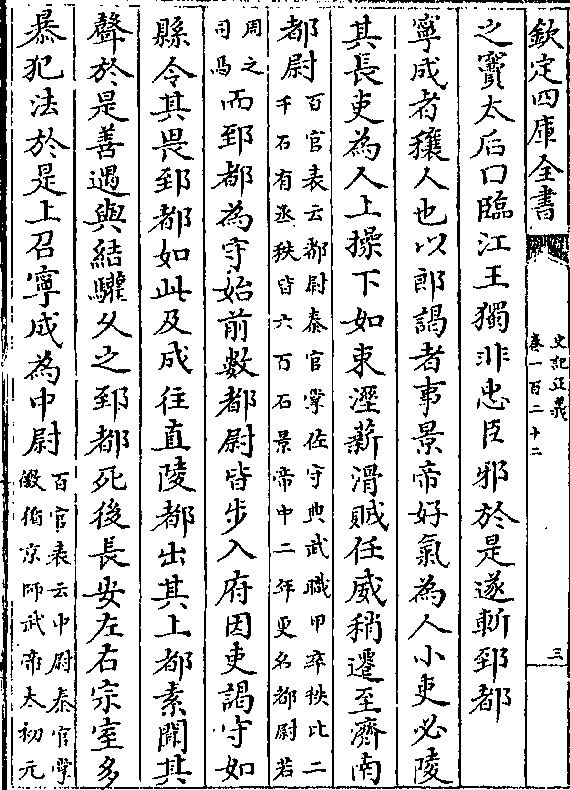 欽定四庫全書
史記正義
卷一百二十二
三
之竇太后曰臨江王獨非忠臣邪於是遂斬郅都
寧成者穰人也以郎謁者事景帝好氣為人小吏必陵
其長吏為人上操下如束溼薪滑賊任威稍遷至濟南
都尉百官表云都尉秦官掌佐守典武職甲卒秩比二
千石有丞秩皆六百石景帝中二年更名都尉若
周之
司馬而郅都為守始前數都尉皆步入府因吏謁守如
縣令其畏郅都如此及成往直陵都出其上都素聞其
聲於是善遇與結驩久之郅都死後長安左右宗室多
暴犯法於是上召寧成為中尉百官表云中尉秦官掌
徼循京師武帝太初元